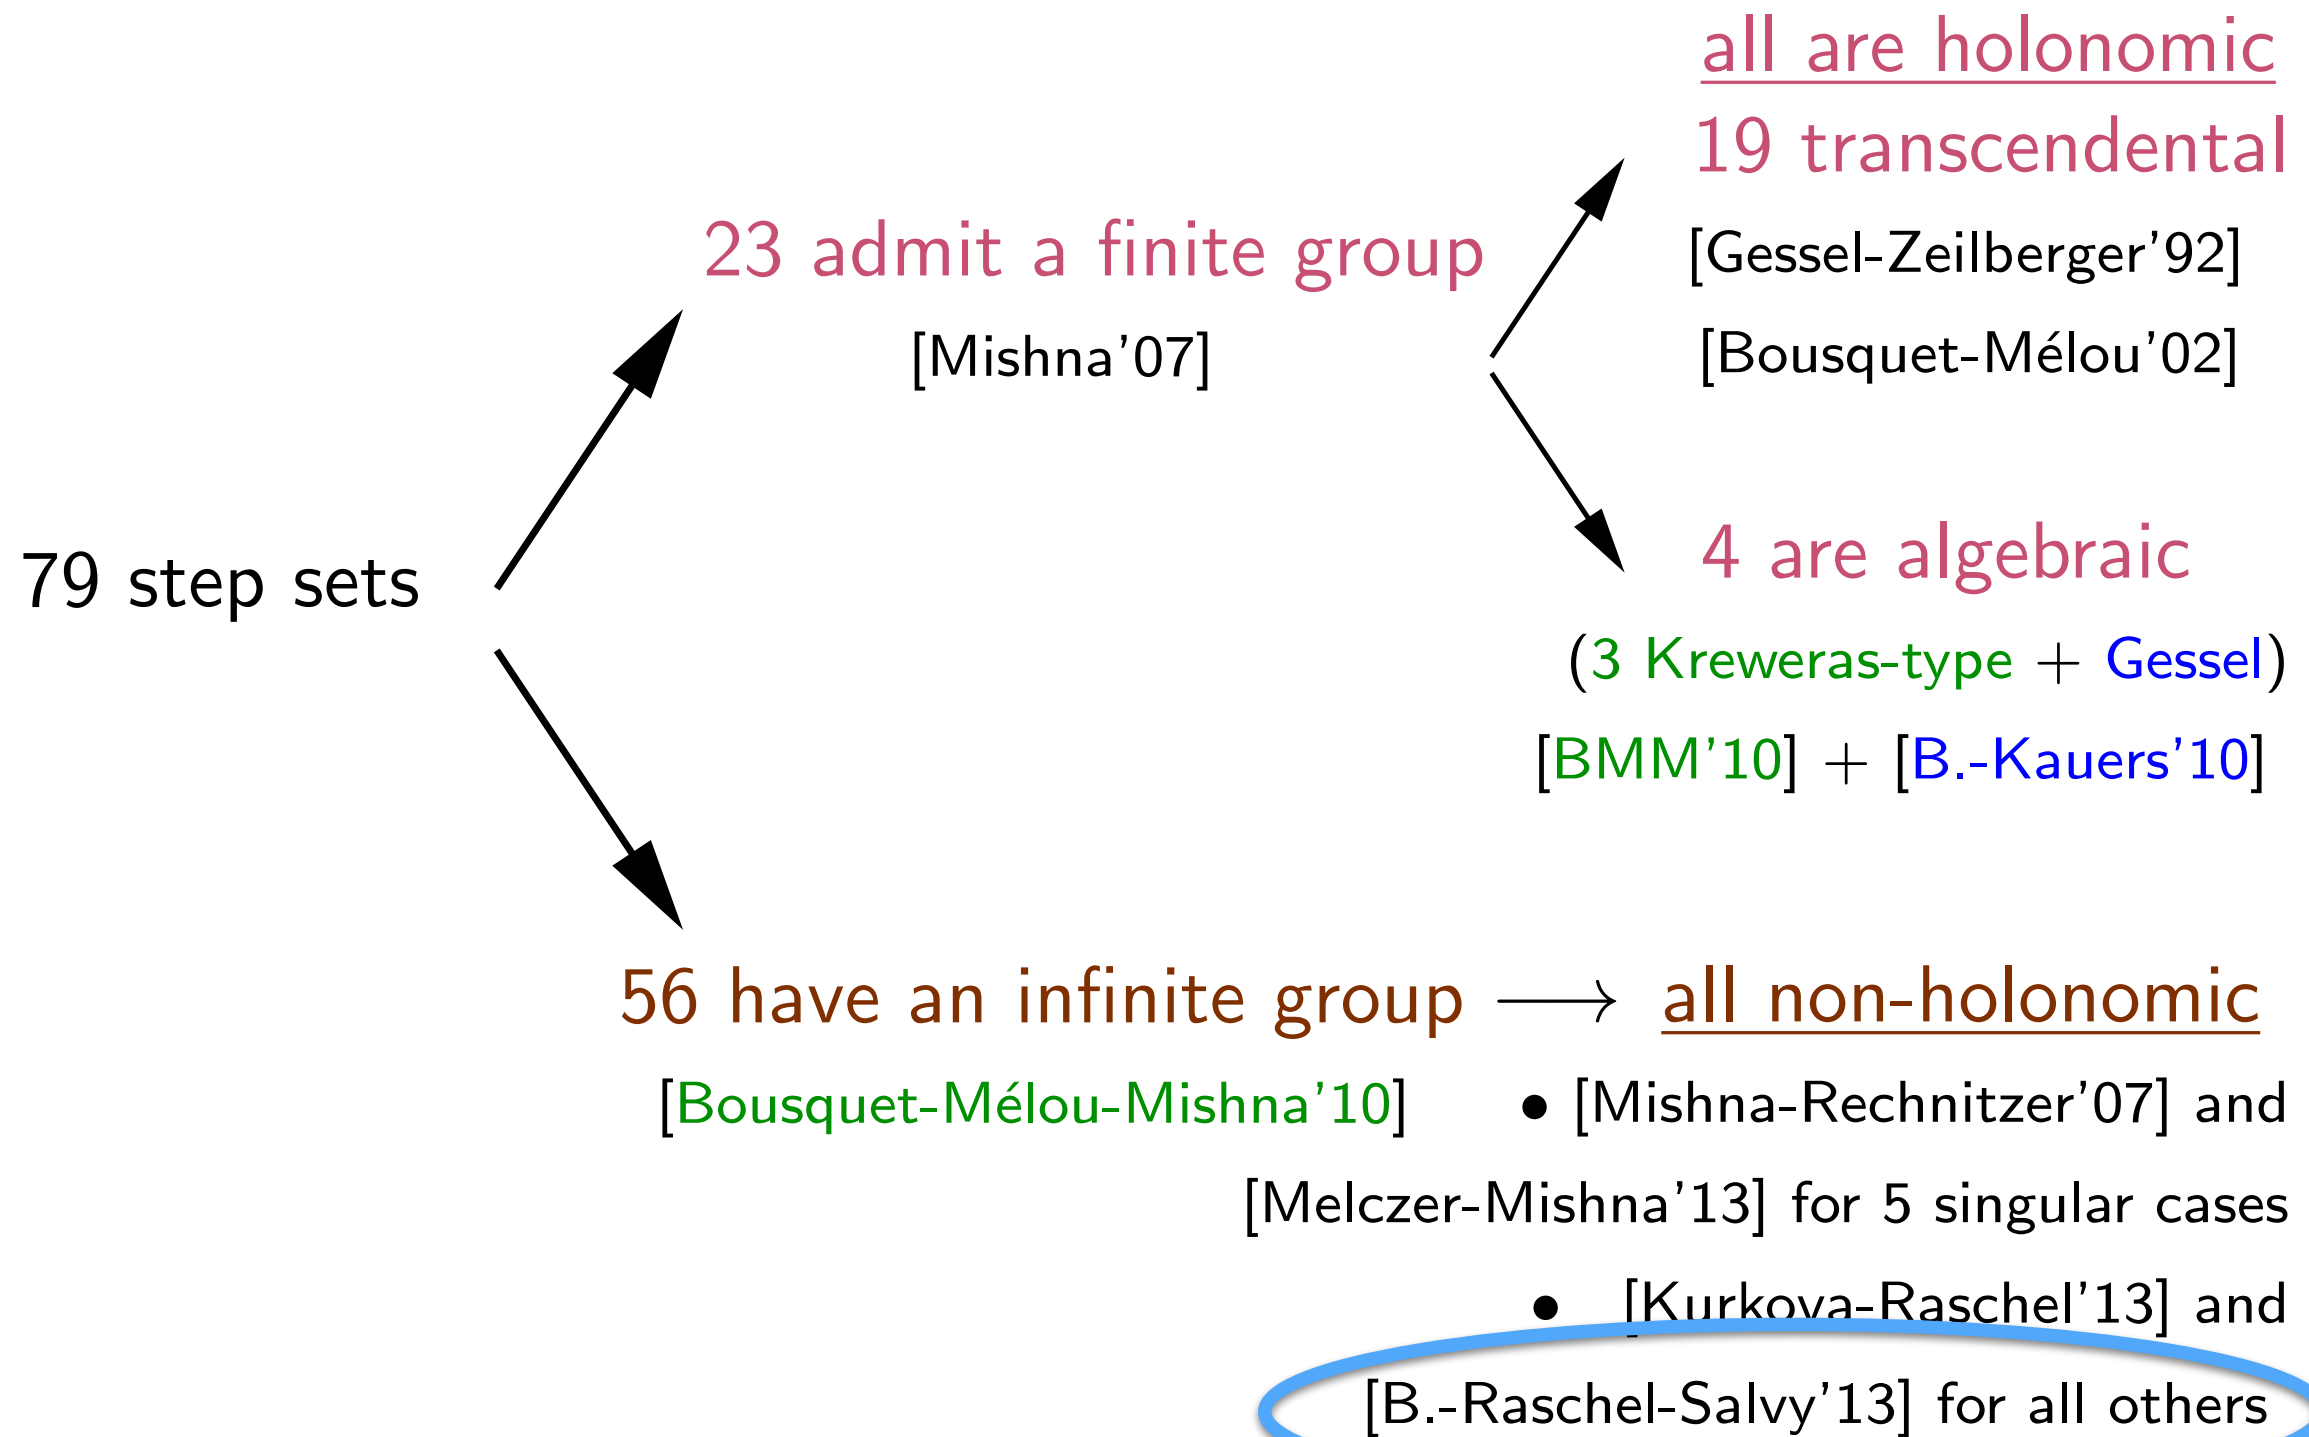 all are holonomic
19 transcendental
[Gessel-Zeilberger’92]
[Bousquet-Mélou’02]
23 admit a finite group
[Mishna’07]
79 step sets
4 are algebraic
(3 Kreweras-type + Gessel)
[BMM’10] + [B.-Kauers’10]
56 have an infinite group ⟶ all non-holonomic
[Bousquet-Mélou-Mishna’10]
• [Mishna-Rechnitzer’07] and
[Melczer-Mishna’13] for 5 singular cases
• [Kurkova-Raschel’13] and
[B.-Raschel-Salvy’13] for all others